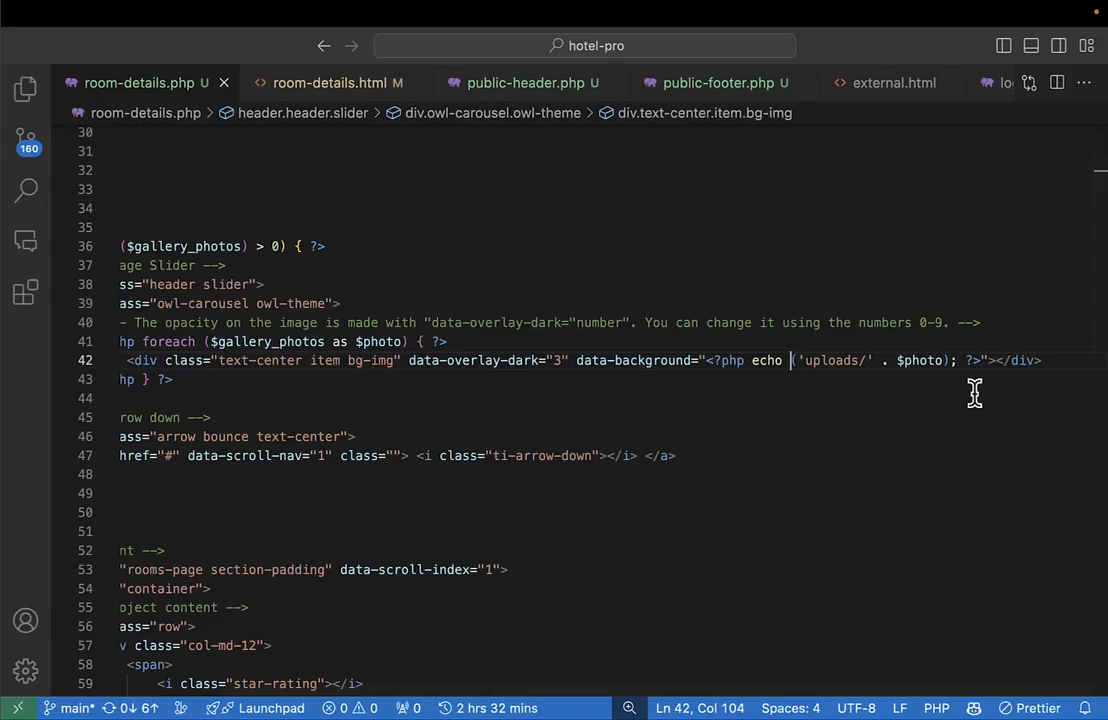 hotel-pro
room-details.php U
room-details.html M
public-header.php U
public-footer.php U
external.html
room-details.php > header.header.slider > div.owl-carousel.owl-theme > div.text-center.item.bg-img
160
30
31
32
33
34
35
36 ($gallery_photos) > 0) { ?>
37 age Slider -->
38 ss="header slider">
39 ass="owl-carousel owl-theme">
40 - The opacity on the image is made with "data-overlay-dark="number". You can change it using the numbers 0-9. -->
41 hp foreach ($gallery_photos as $photo) { ?>
42 <div class="text-center item bg-img" data-overlay-dark="3" data-background="<?php echo ('uploads/' . $photo); ?>"></div>
43 hp } ?>
44
45 row down -->
46 ass="arrow bounce text-center">
47 href="#" data-scroll-nav="1" class=""> <i class="ti-arrow-down"></i> </a>
48
49
50
51
52 nt -->
53 "rooms-page section-padding" data-scroll-index="1">
54 "container">
55 oject content -->
56 ass="row">
57 v class="col-md-12">
58 <span>
59 <i class="star-rating"></i>
main* 0↓ 6↑ Launchpad 0 0 0 2 hrs 32 mins Ln 42, Col 104 Spaces: 4 UTF-8 LF PHP Prettier